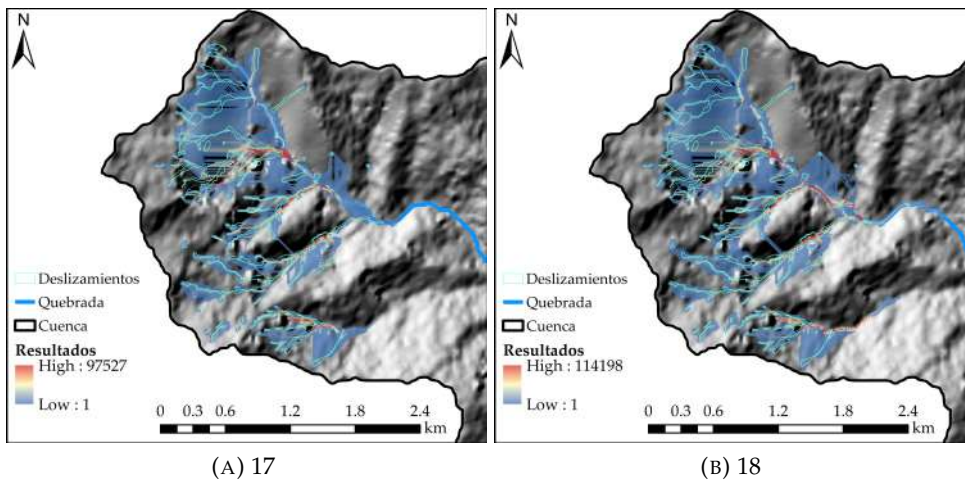 N
Deslizamientos
Quebrada
Cuenca
Resultados
High : 97527
Low : 1
0 0.3 0.6 1.2 1.8 2.4
km
(A) 17
N
Deslizamientos
Quebrada
Cuenca
Resultados
High : 114198
Low : 1
0 0.3 0.6 1.2 1.8 2.4
km
(B) 18